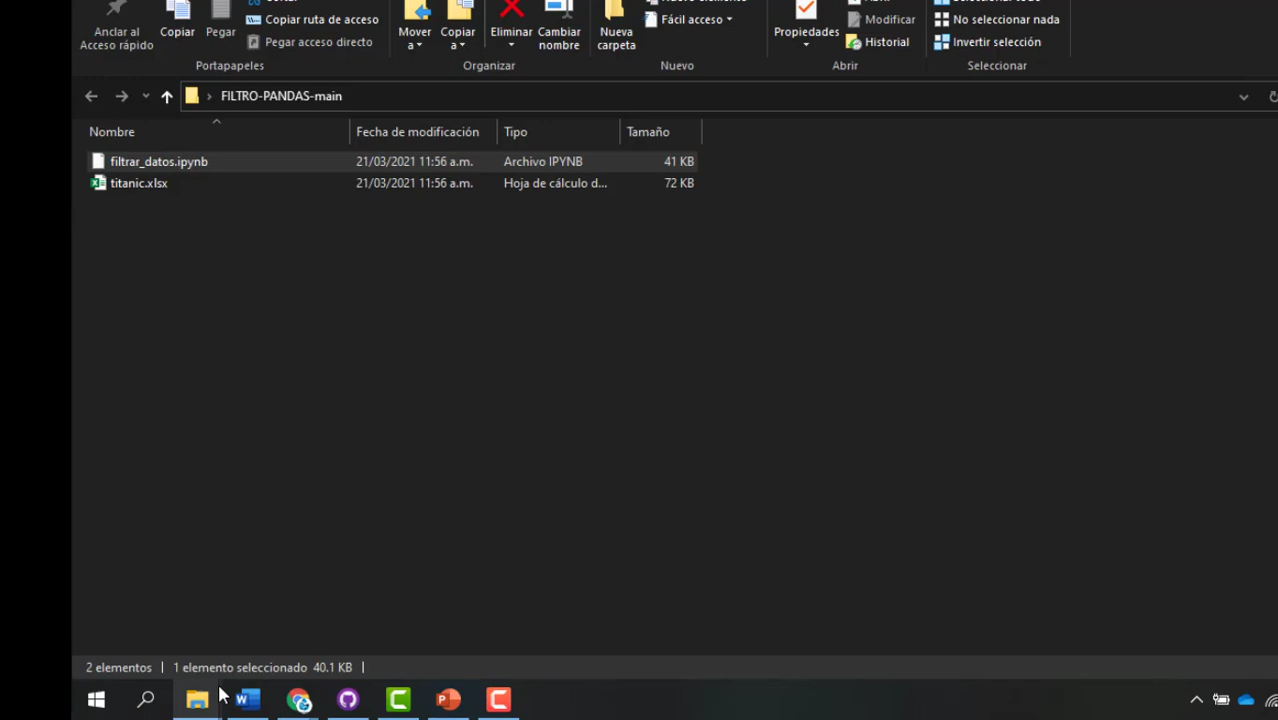 Anclar al
Acceso rápido
Copiar
Pegar
Copiar ruta de acceso
Pegar acceso directo
Portapapeles
Mover
a
Copiar
a
Eliminar
Cambiar
nombre
Organizar
Nueva
carpeta
Fácil acceso
Nuevo
Propiedades
Modificar
Historial
Abrir
No seleccionar nada
Invertir selección
Seleccionar
FILTRO-PANDAS-main
Nombre Fecha de modificación Tipo Tamaño
filtrar_datos.ipynb 21/03/2021 11:56 a.m. Archivo IPYNB 41 KB
titanic.xlsx 21/03/2021 11:56 a.m. Hoja de cálculo d... 72 KB
2 elementos 1 elemento seleccionado 40.1 KB